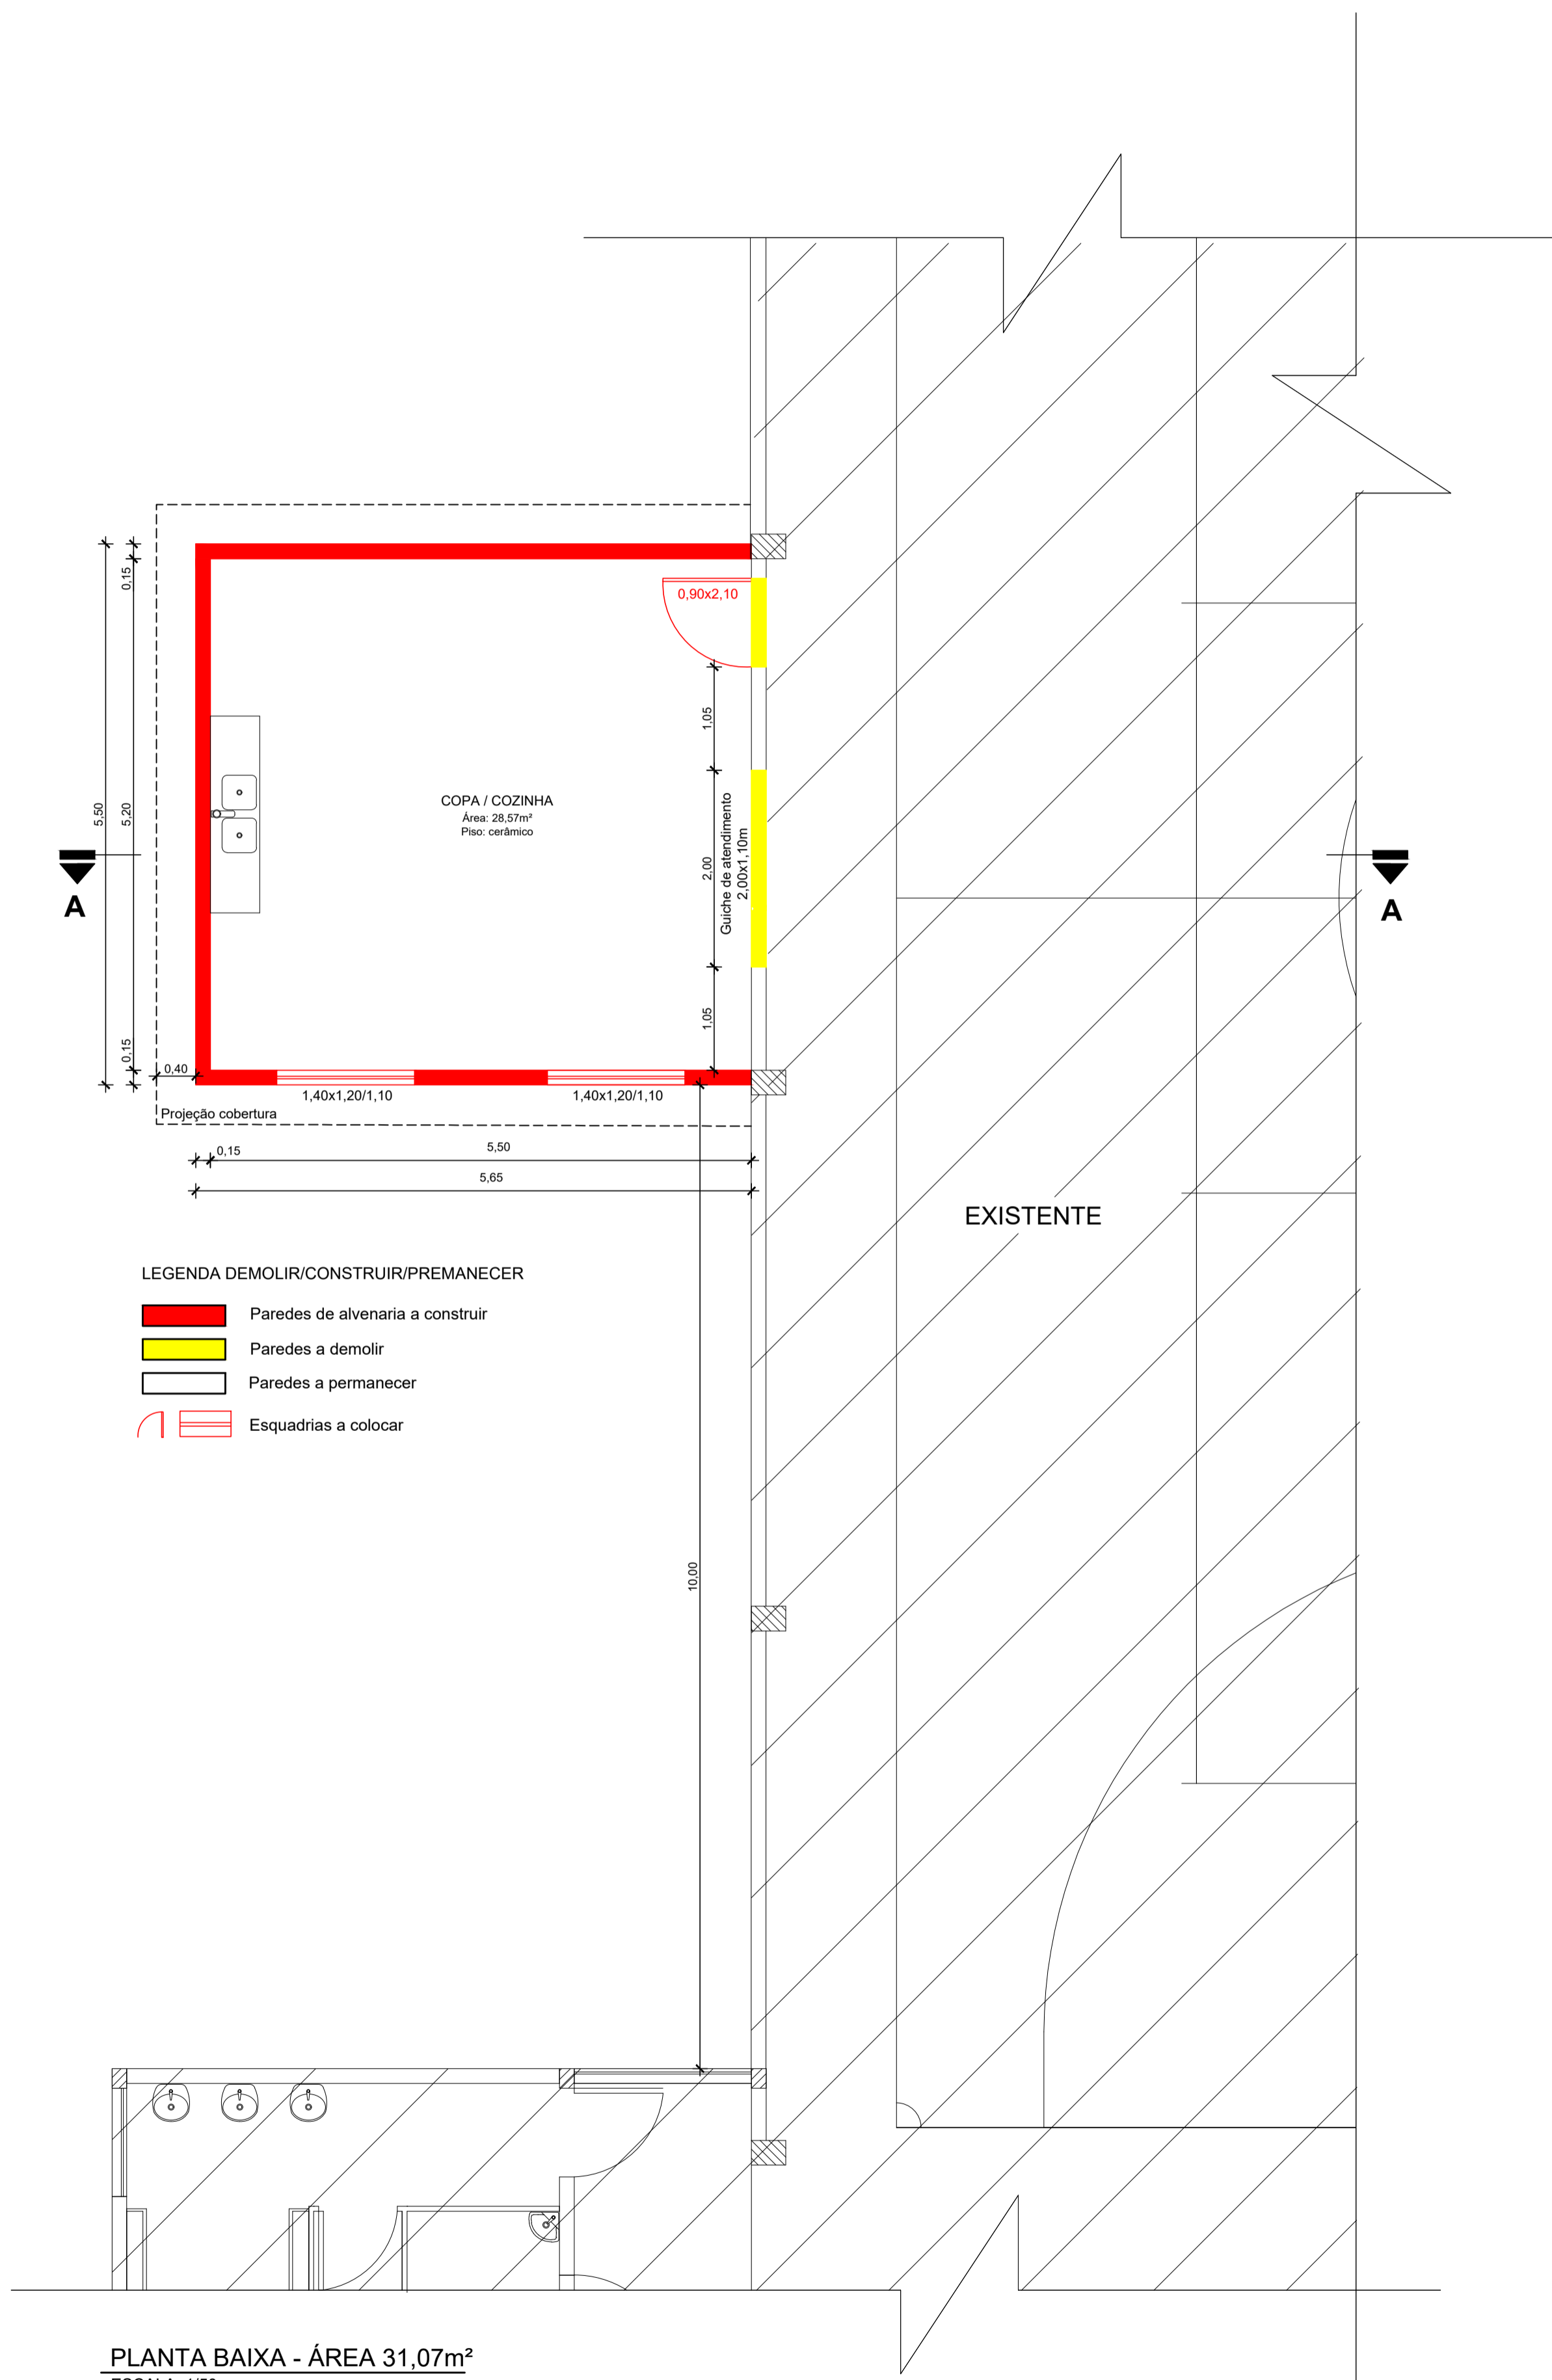 0,90x2,10
0,15
1,05
5,50
5,20
COPA / COZINHA
Área: 28,57m²
Piso: cerâmico
2,00
Guiche de atendimento
2,00x1,10m
A
A
1,05
0,15
0,40
1,40x1,20/1,10
1,40x1,20/1,10
Projeção cobertura
0,15
5,50
5,65
EXISTENTE
LEGENDA DEMOLIR/CONSTRUIR/PREMANECER
Paredes de alvenaria a construir
Paredes a demolir
Paredes a permanecer
Esquadrias a colocar
10,00
PLANTA BAIXA - ÁREA 31,07m²